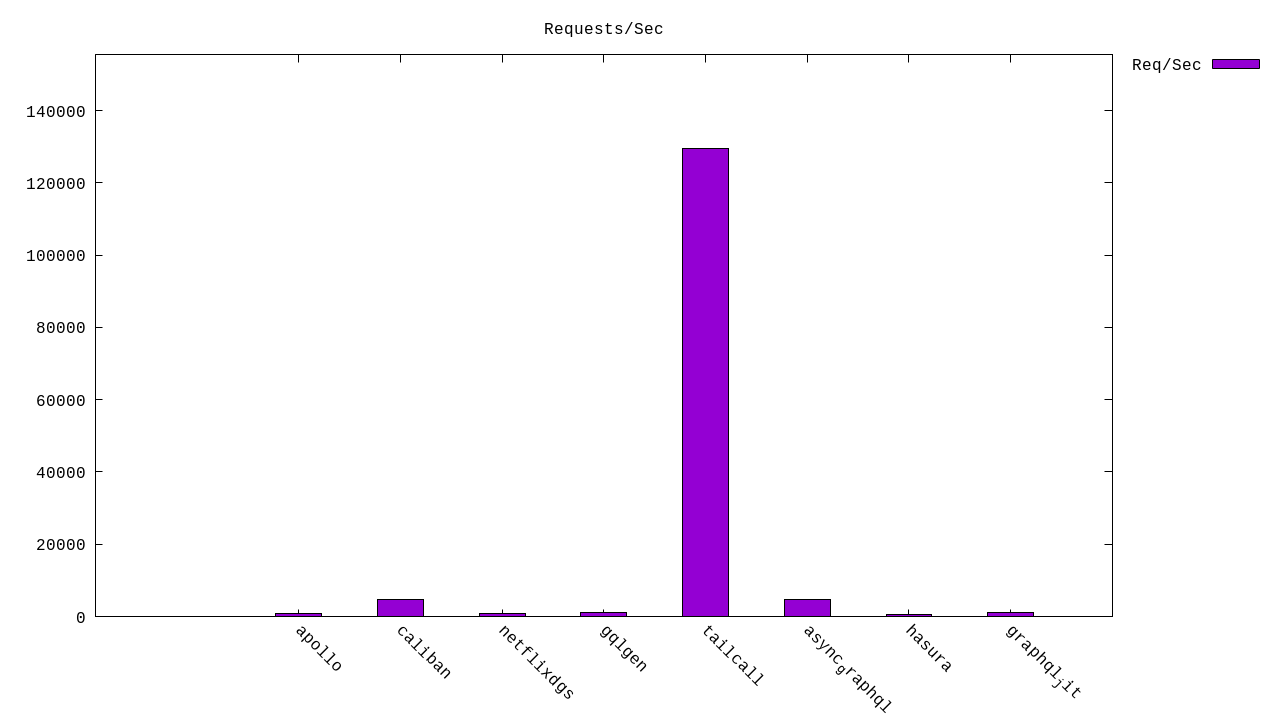 Requests/Sec
Req/Sec
140000
120000
100000
80000
60000
40000
20000
0
apollo
caliban
netflixdgs
gqlgen
tailcall
async_graphql
hasura
graphql_jit